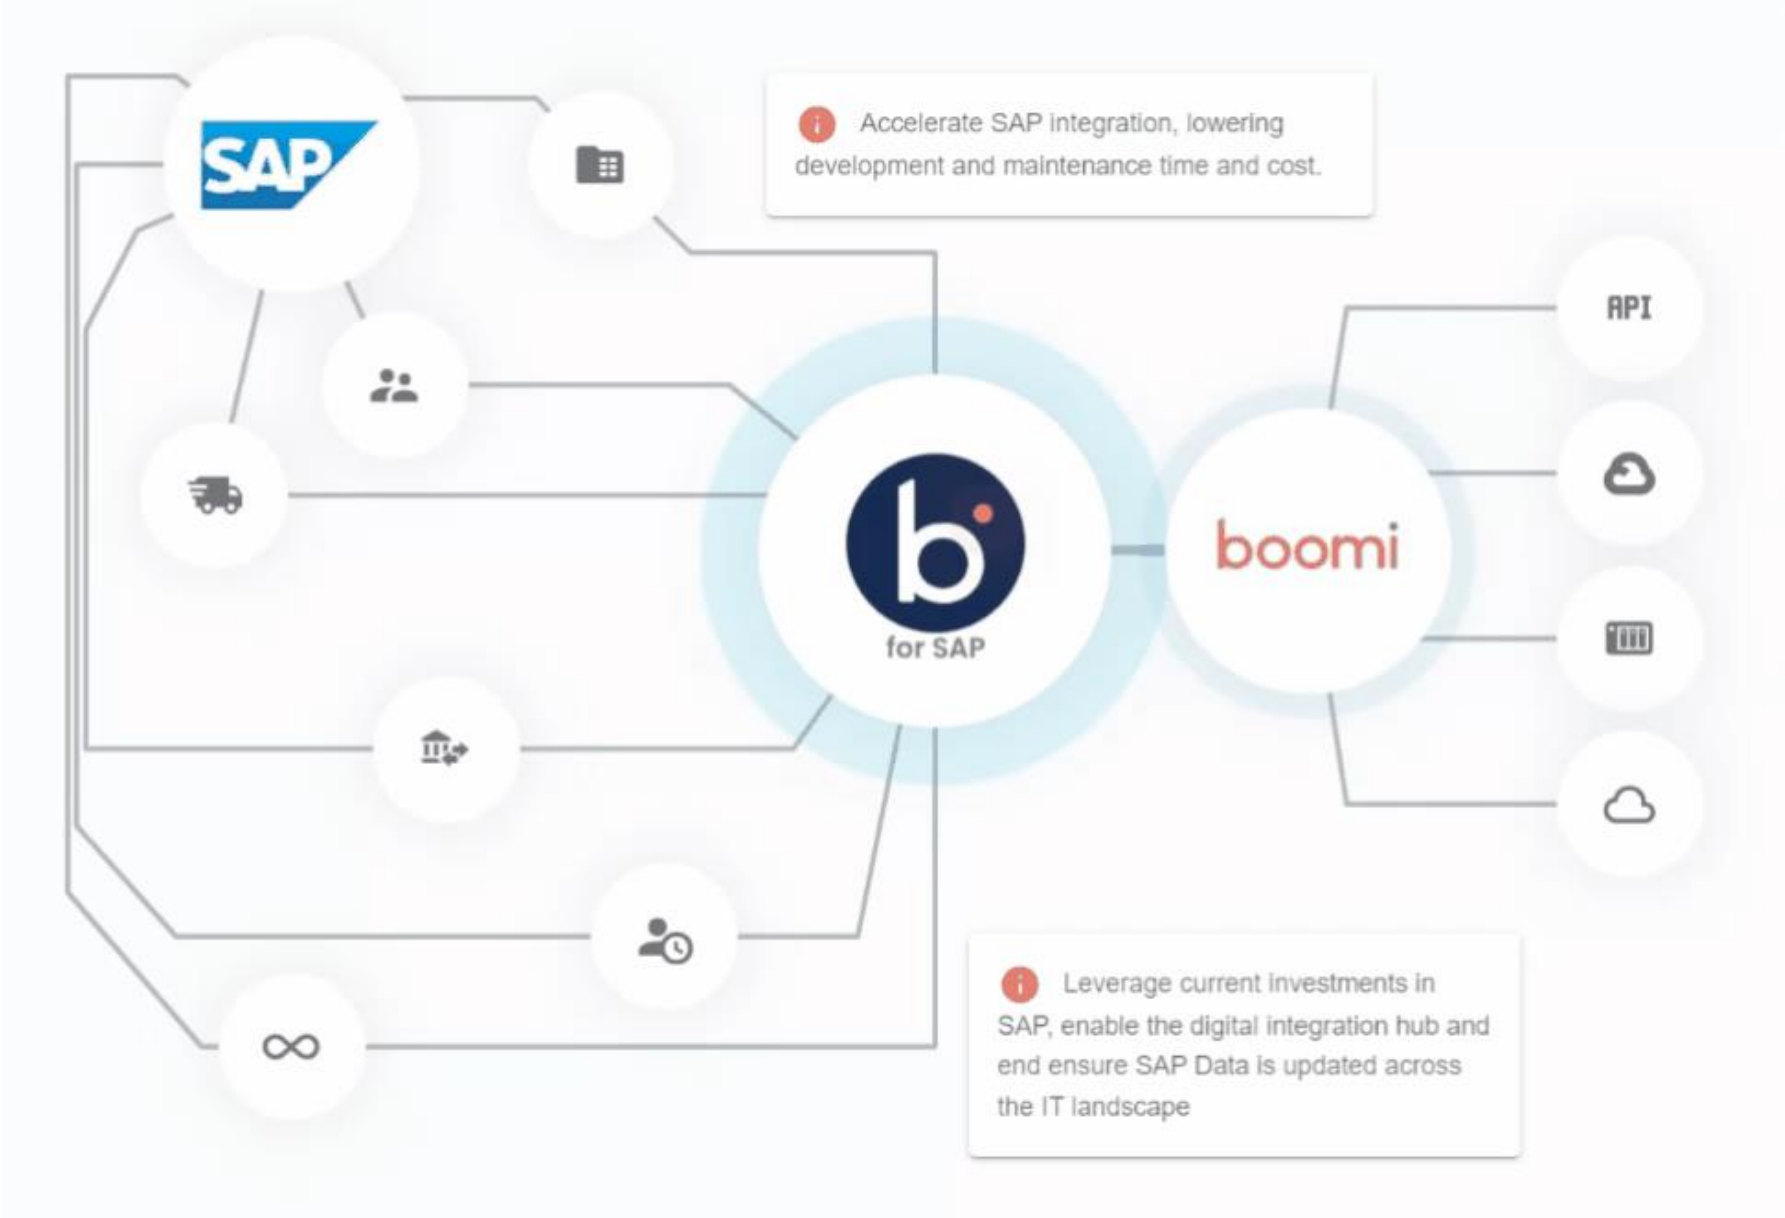 SAP
Accelerate SAP integration, lowering
development and maintenance time and cost.
API
b
for SAP
boomi
Leverage current investments in
SAP, enable the digital integration hub and
end ensure SAP Data is updated across
the IT landscape